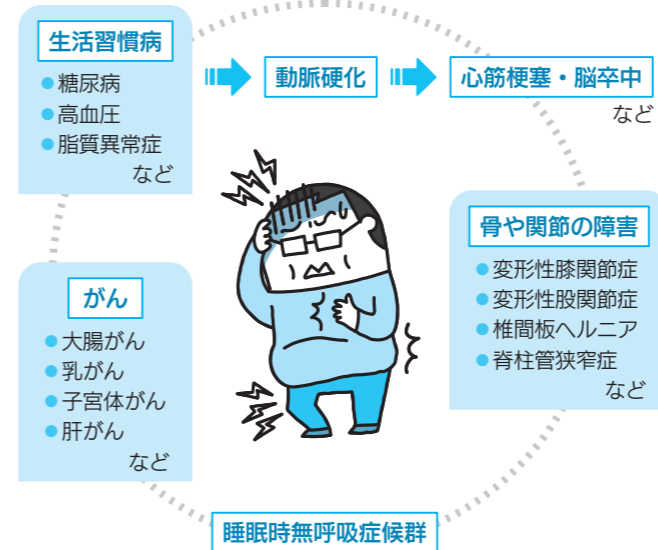 生活習慣病
●糖尿病
●高血圧
●脂質異常症
など
動脈硬化
心筋梗塞・脳卒中
など
骨や関節の障害
●変形性膝関節症
●変形性股関節症
●椎間板ヘルニア
●脊柱管狭窄症
など
がん
●大腸がん
●乳がん
●子宮体がん
●肝がん
など
睡眠時無呼吸症候群